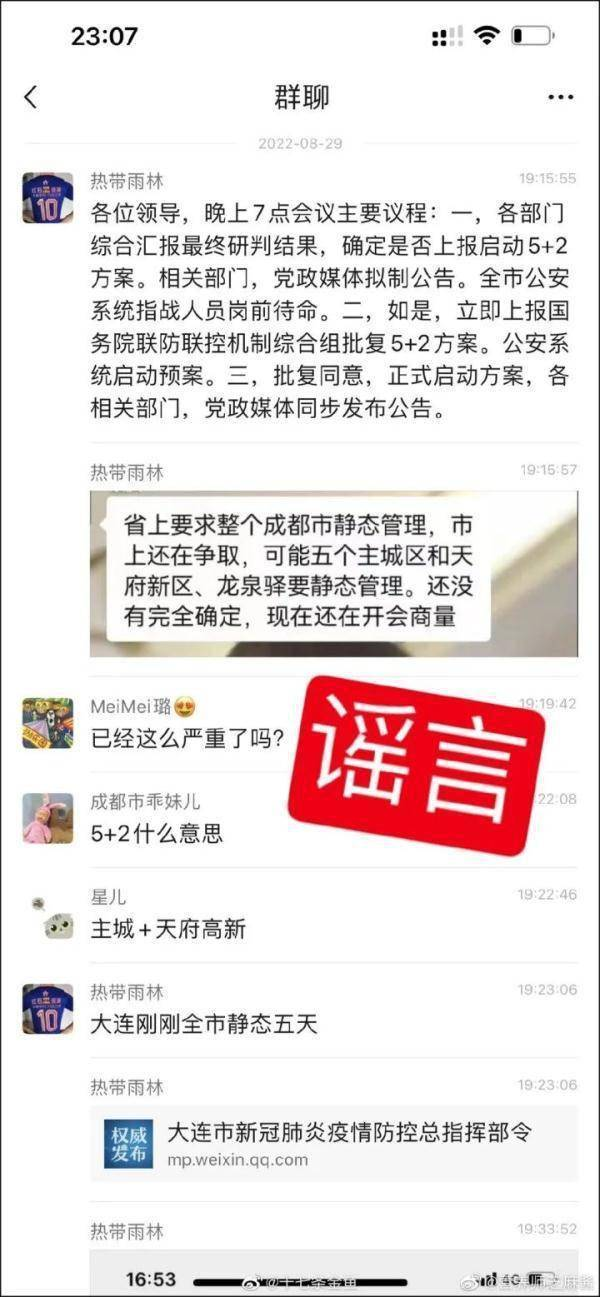 23:07
群聊
2022-08-29
热带雨林
19:15:55
各位领导，晚上7点会议主要议程：一，各部门
综合汇报最终研判结果，确定是否上报启动5+2
方案。相关部门，党政媒体拟制公告。全市公安
系统指战人员岗前待命。二，如是，立即上报国
务院联防联控机制综合组批复5+2方案。公安系
统启动预案。三，批复同意，正式启动方案，各
相关部门，党政媒体同步发布公告。
热带雨林
19:15:57
省上要求整个成都市静态管理，市
上还在争取，可能五个主城区和天
府新区、龙泉驿要静态管理。还没
有完全确定，现在还在开会商量
MeiMei璐
19:19:42
已经这么严重了吗？
谣言
成都市乖妹儿
22:08
5+2什么意思
星儿
19:22:46
主城+天府高新
热带雨林
19:23:06
10
大连刚刚全市静态五天
热带雨林
19:23:06
权威
发布
大连市新冠肺炎疫情防控总指挥部令
mp.weixin.qq.com
热带雨林
19:33:52
16:53
4G
@十七条金鱼